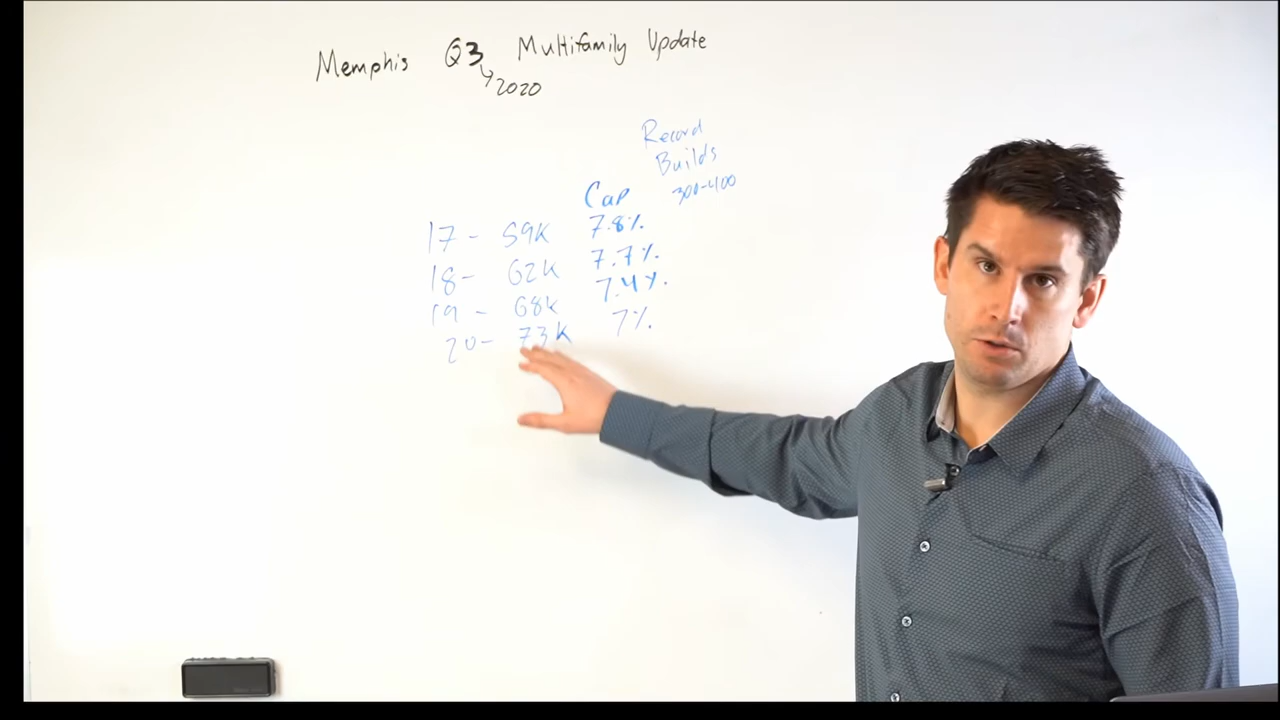 Memphis Q3 Multifamily Update
↳2020
Record
Builds
300-400
Cap
17 - 59K 7.8%
18- 62K 7.7%
19 - 68K 7.4%
20- 73K 7%